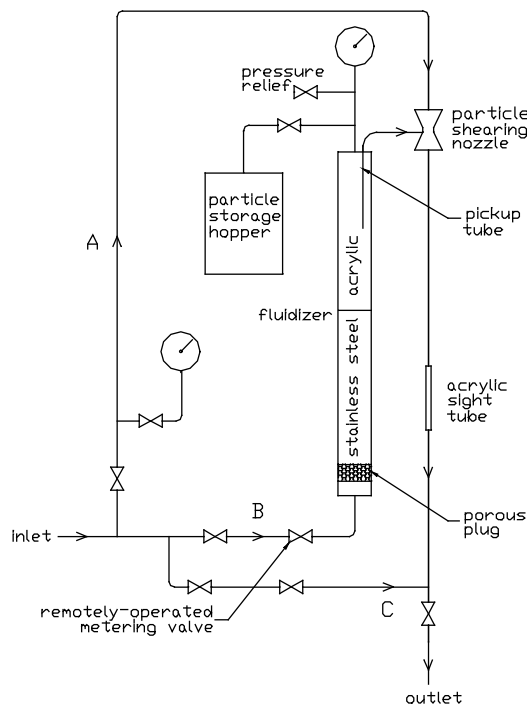 pressure
relief
particle
shearing
nozzle
A
particle
storage
hopper
pickup
tube
acrylic
fluidizer
stainless steel
acrylic
sight
tube
inlet
B
porous
plug
remotely-operated
metering valve
C
outlet